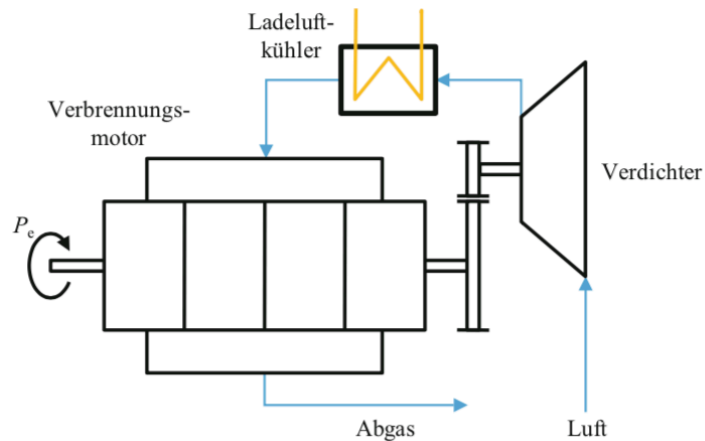 Ladeluft-
kühler
Verbrennungs-
motor
Verdichter
Pe
Abgas
Luft